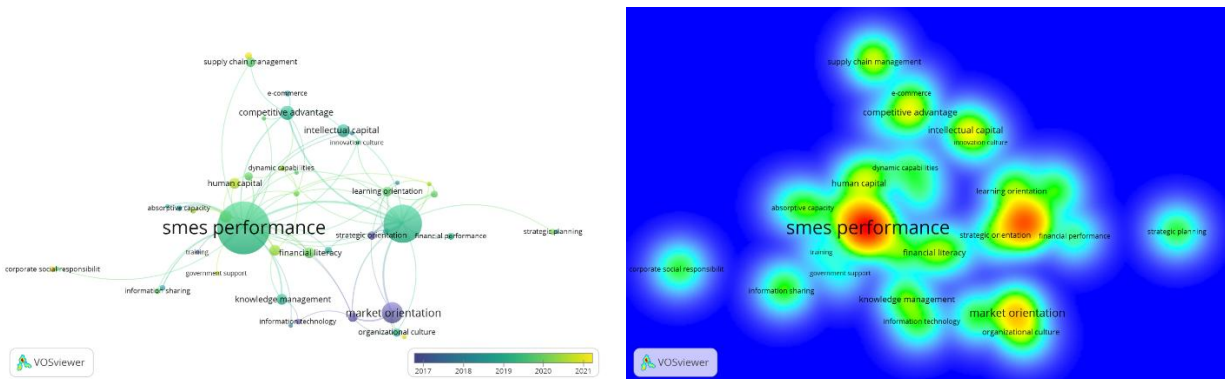 supply chain management
e-commerce
competitive advantage
intellectual capital
innovation culture
dynamic capabilities
human capital
learning orientation
absorptive capacity
smes performance
strategic orientation
financial performance
strategic planning
training
financial literacy
corporate social responsibilit
government support
information sharing
knowledge management
market orientation
information technology
organizational culture
VOSviewer
2017 2018 2019 2020 2021
supply chain management
e-commerce
competitive advantage
intellectual capital
innovation culture
dynamic capabilities
human capital
learning orientation
absorptive capacity
smes performance
strategic orientation
financial performance
strategic planning
training
financial literacy
corporate social responsibilit
government support
information sharing
knowledge management
market orientation
information technology
organizational culture
VOSviewer